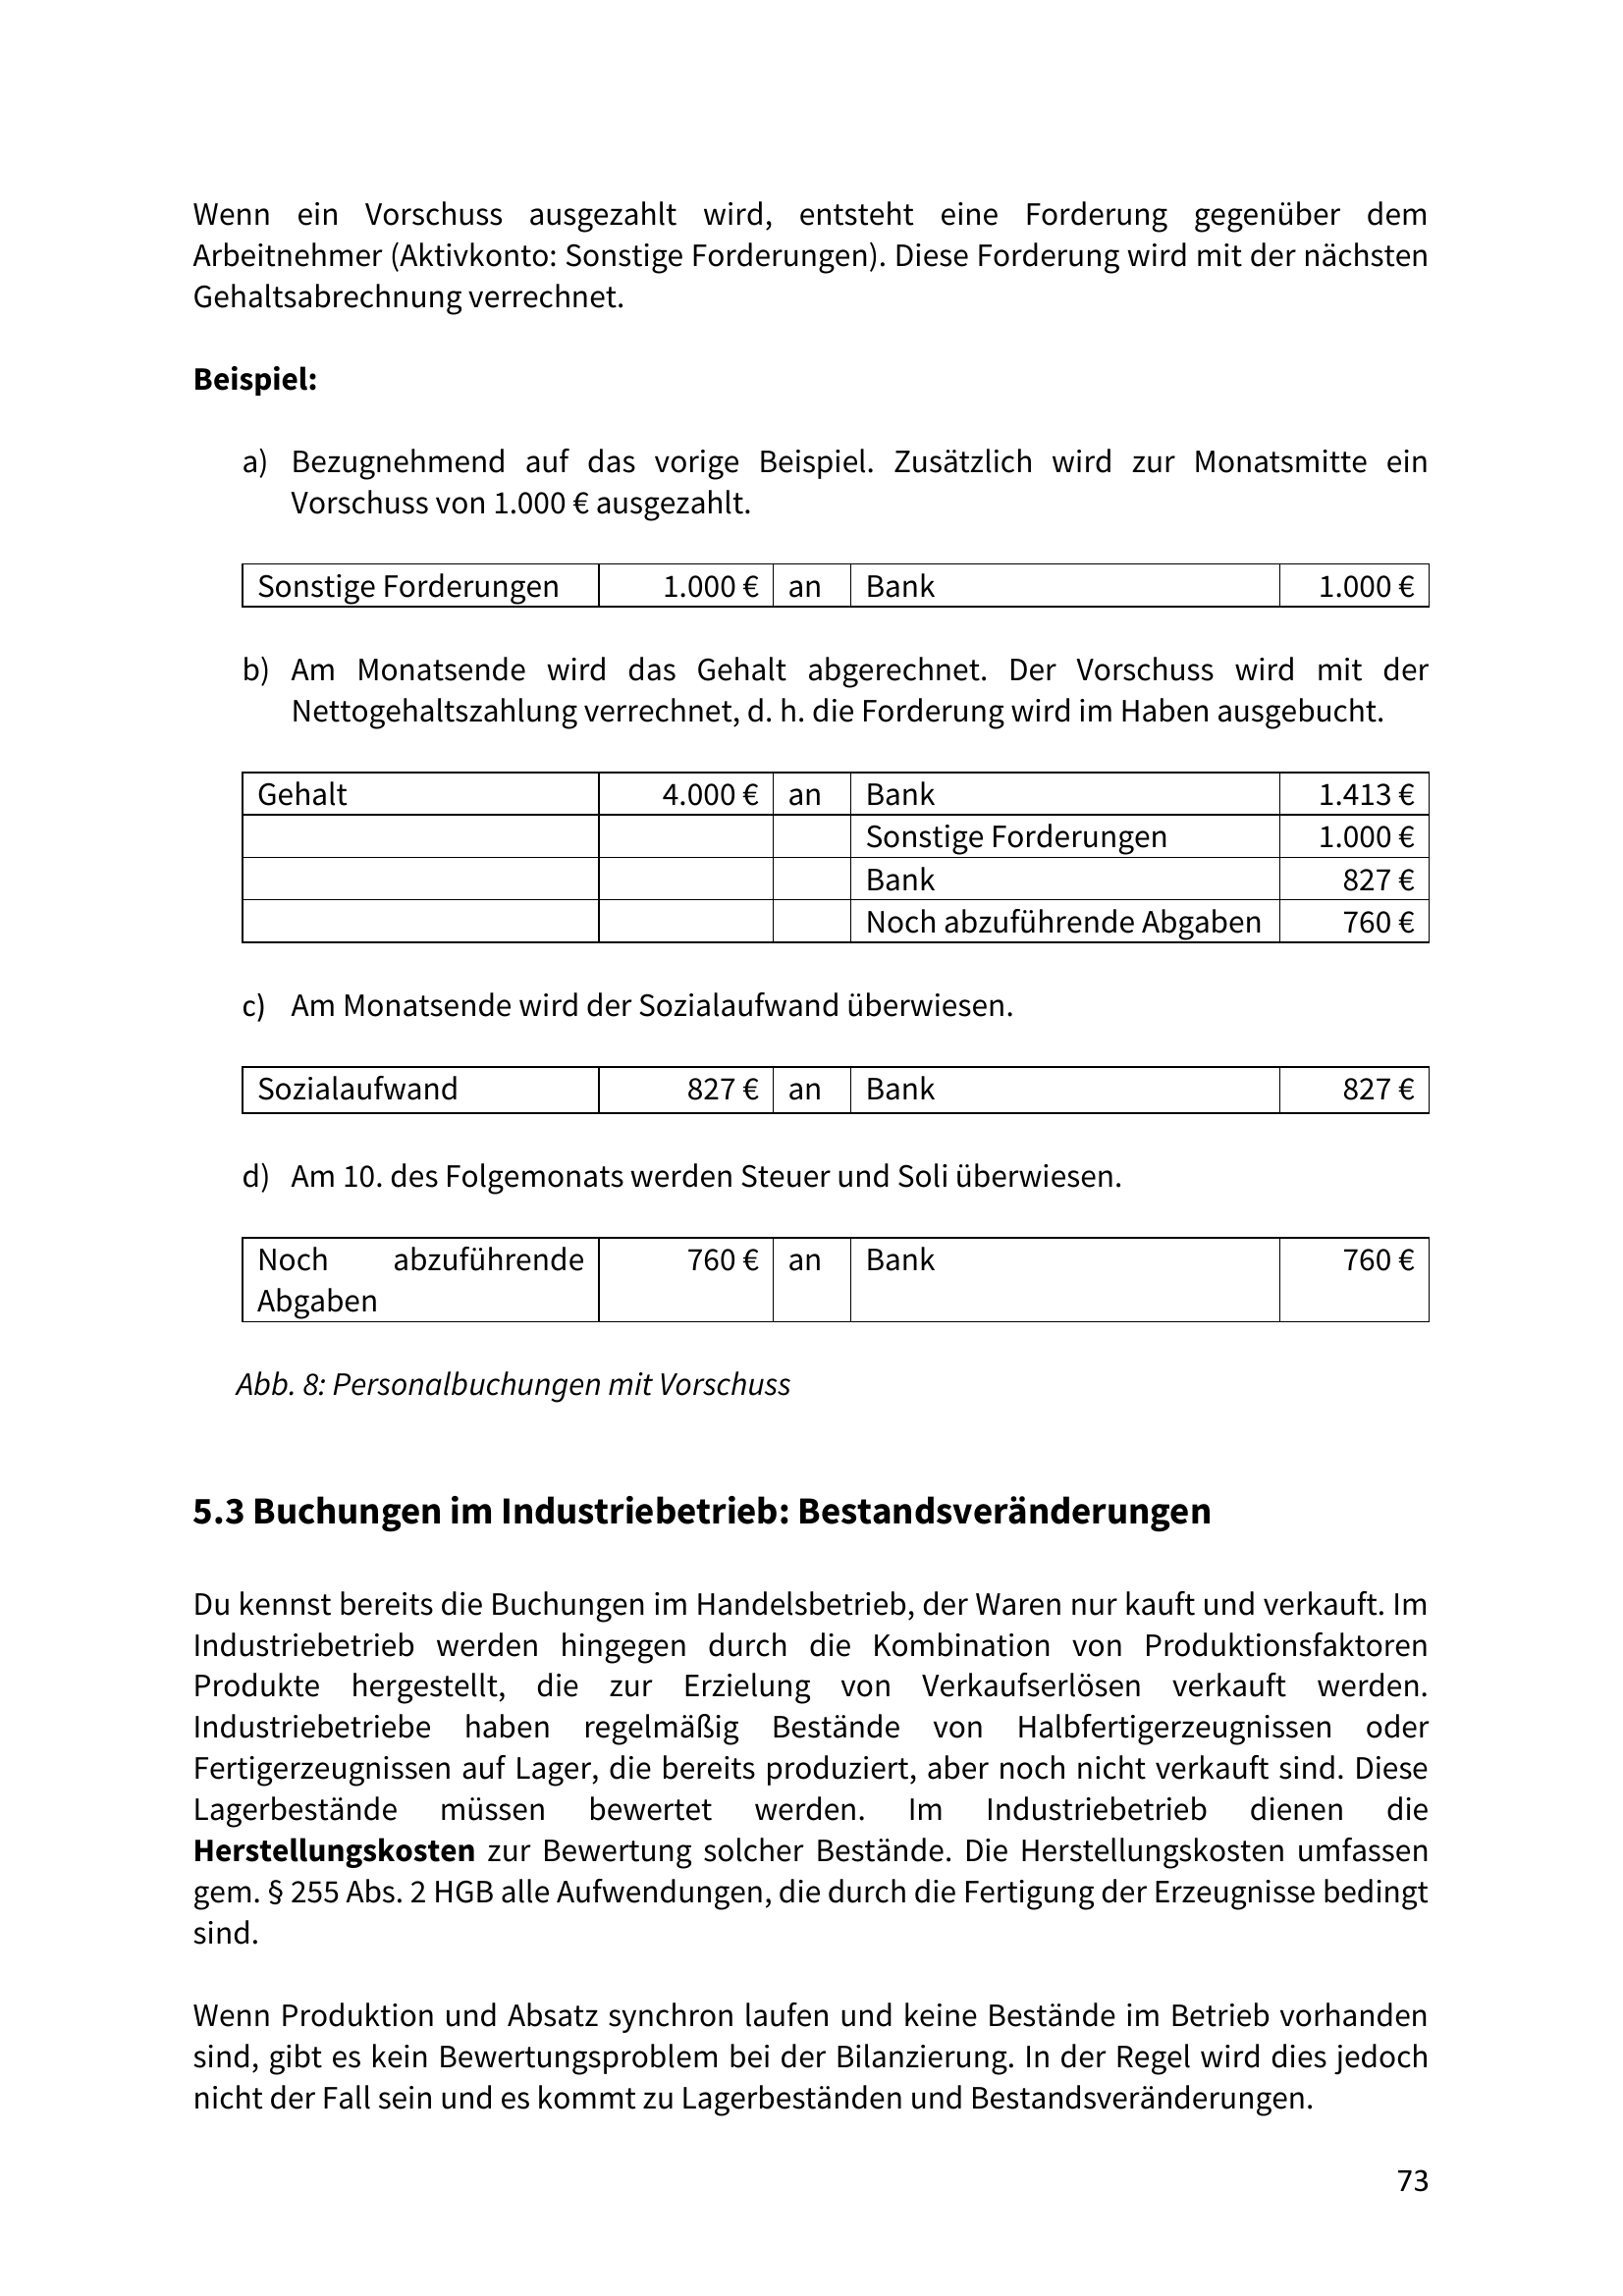 Wenn ein Vorschuss ausgezahlt wird, entsteht eine Forderung gegenüber dem
Arbeitnehmer (Aktivkonto: Sonstige Forderungen). Diese Forderung wird mit der nächsten
Gehaltsabrechnung verrechnet.
Beispiel:
a) Bezugnehmend auf das vorige Beispiel. Zusätzlich wird zur Monatsmitte ein
Vorschuss von 1.000 € ausgezahlt.
Sonstige Forderungen 1.000 € an Bank 1.000 €
b) Am Monatsende wird das Gehalt abgerechnet. Der Vorschuss wird mit der
Nettogehaltszahlung verrechnet, d. h. die Forderung wird im Haben ausgebucht.
Gehalt 4.000 € an Bank 1.413 €
Sonstige Forderungen 1.000 €
Bank 827 €
Noch abzuführende Abgaben 760 €
c) Am Monatsende wird der Sozialaufwand überwiesen.
Sozialaufwand 827 € an Bank 827 €
d) Am 10. des Folgemonats werden Steuer und Soli überwiesen.
Noch abzuführende 760 € an Bank 760 €
Abgaben
Abb. 8: Personalbuchungen mit Vorschuss
5.3 Buchungen im Industriebetrieb: Bestandsveränderungen
Du kennst bereits die Buchungen im Handelsbetrieb, der Waren nur kauft und verkauft. Im
Industriebetrieb werden hingegen durch die Kombination von Produktionsfaktoren
Produkte hergestellt, die zur Erzielung von Verkaufserlösen verkauft werden.
Industriebetriebe haben regelmäßig Bestände von Halbfertigerzeugnissen oder
Fertigerzeugnissen auf Lager, die bereits produziert, aber noch nicht verkauft sind. Diese
Lagerbestände müssen bewertet werden. Im Industriebetrieb dienen die
Herstellungskosten zur Bewertung solcher Bestände. Die Herstellungskosten umfassen
gem. § 255 Abs. 2 HGB alle Aufwendungen, die durch die Fertigung der Erzeugnisse bedingt
sind.
Wenn Produktion und Absatz synchron laufen und keine Bestände im Betrieb vorhanden
sind, gibt es kein Bewertungsproblem bei der Bilanzierung. In der Regel wird dies jedoch
nicht der Fall sein und es kommt zu Lagerbeständen und Bestandsveränderungen.
73